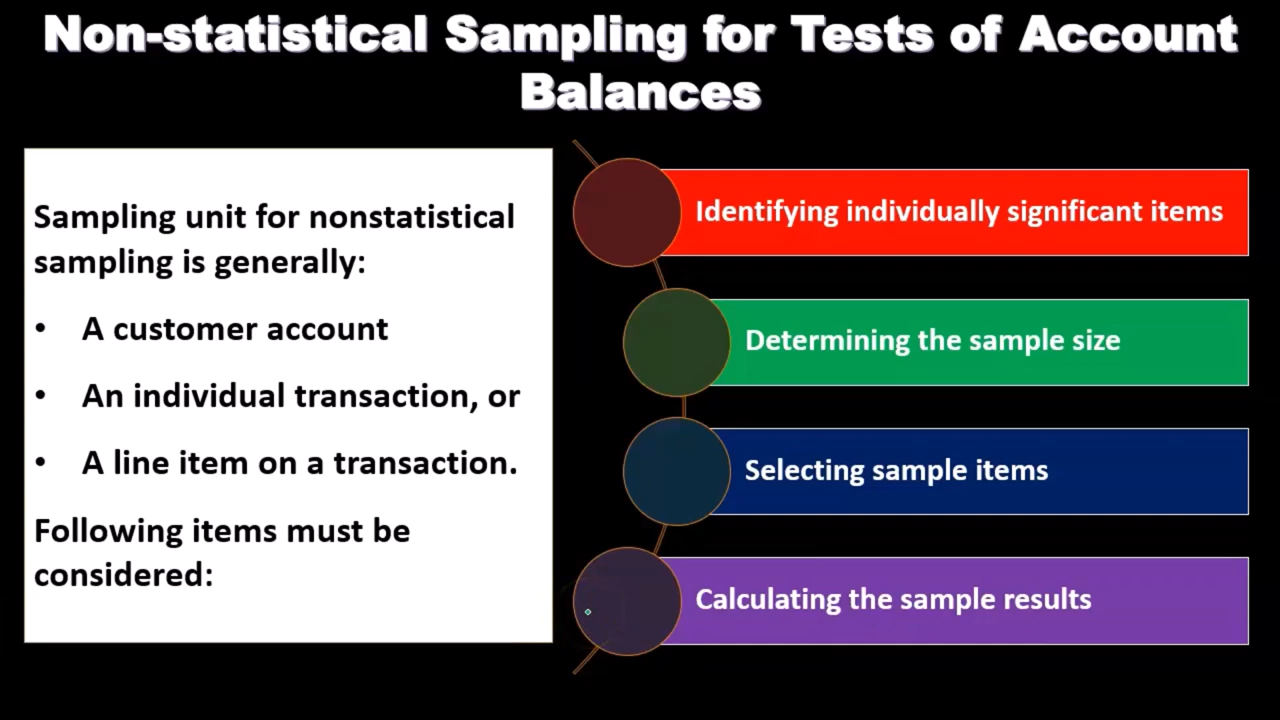 Non-statistical Sampling for Tests of Account
Balances
Sampling unit for nonstatistical
sampling is generally:
• A customer account
• An individual transaction, or
• A line item on a transaction.
Following items must be
considered:
Identifying individually significant items
Determining the sample size
Selecting sample items
Calculating the sample results